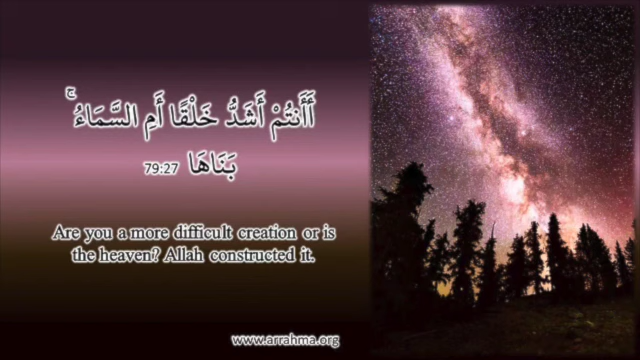 أَأَنتُمْ أَشَدُّ خَلْقًا أَمِ السَّمَاءُ ۚ
بَنَاهَا 79:27
Are you a more difficult creation or is
the heaven? Allah constructed it.
www.arrahma.org